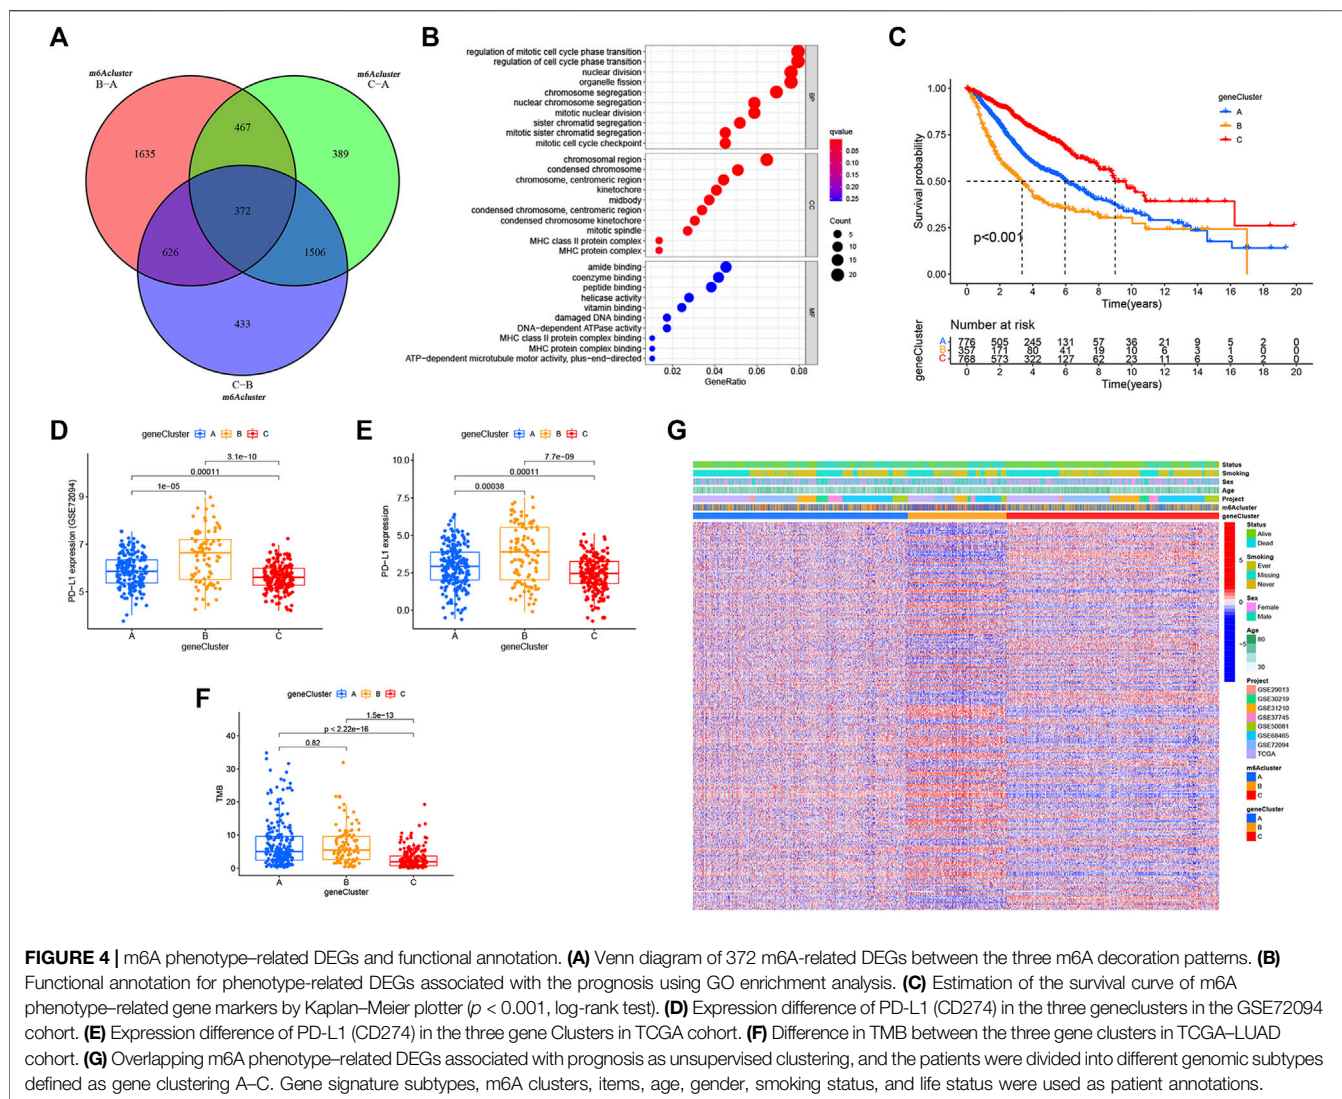 A
m6Acluster
B−A
m6Acluster
C−A
467
1635
389
372
626
1506
433
C−B
m6Acluster
B
regulation of mitotic cell cycle phase transition
regulation of cell cycle phase transition
nuclear division
organelle fission
chromosome segregation
nuclear chromosome segregation
mitotic nuclear division
sister chromatid segregation
mitotic sister chromatid segregation
mitotic cell cycle checkpoint
BP
chromosomal region
condensed chromosome
chromosome, centromeric region
kinetochore
midbody
condensed chromosome, centromeric region
condensed chromosome kinetochore
mitotic spindle
MHC class II protein complex
MHC protein complex
CC
amide binding
coenzyme binding
peptide binding
helicase activity
vitamin binding
damaged DNA binding
DNA-dependent ATPase activity
MHC class II protein complex binding
MHC protein complex binding
ATP-dependent microtubule motor activity, plus-end-directed
MF
0.02 0.04 0.06 0.08
GeneRatio
qvalue
0.05
0.10
0.15
0.20
0.25
Count
5
10
15
20
C
geneCluster
A
B
C
Survival probability
1.00
0.75
0.50
0.25
0.00
p<0.001
0 2 4 6 8 10 12 14 16 18 20
Time(years)
Number at risk
geneCluster
A 776 505 245 131 57 36 21 9 5 2 0
B 357 171 80 41 19 10 6 3 1 0 0
C 768 573 322 127 62 23 11 6 3 2 0
0 2 4 6 8 10 12 14 16 18 20
Time(years)
D
geneCluster A B C
3.1e−10
0.00011
1e−05
PD−L1 expression (GSE72094)
9
7
5
A B C
geneCluster
E
geneCluster A B C
7.7e−09
0.00011
0.00038
PD−L1 expression
10.0
7.5
5.0
2.5
0.0
A B C
geneCluster
F
geneCluster A B C
1.5e−13
p < 2.22e−16
0.82
TMB
40
30
20
10
0
A B C
geneCluster
G
Status
Smoking
Sex
Age
Project
m6Acluster
geneCluster
5
0
−5
Status
Alive
Dead
Smoking
Ever
Missing
Never
Sex
Female
Male
Age
80
30
Project
GSE29013
GSE30219
GSE31210
GSE37745
GSE50081
GSE68465
GSE72094
TCGA
m6Acluster
A
B
C
geneCluster
A
B
C
FIGURE 4 | m6A phenotype–related DEGs and functional annotation. (A) Venn diagram of 372 m6A-related DEGs between the three m6A decoration patterns. (B)
Functional annotation for phenotype-related DEGs associated with the prognosis using GO enrichment analysis. (C) Estimation of the survival curve of m6A
phenotype–related gene markers by Kaplan–Meier plotter (p < 0.001, log-rank test). (D) Expression difference of PD-L1 (CD274) in the three geneclusters in the GSE72094
cohort. (E) Expression difference of PD-L1 (CD274) in the three gene Clusters in TCGA cohort. (F) Difference in TMB between the three gene clusters in TCGA–LUAD
cohort. (G) Overlapping m6A phenotype–related DEGs associated with prognosis as unsupervised clustering, and the patients were divided into different genomic subtypes
defined as gene clustering A–C. Gene signature subtypes, m6A clusters, items, age, gender, smoking status, and life status were used as patient annotations.